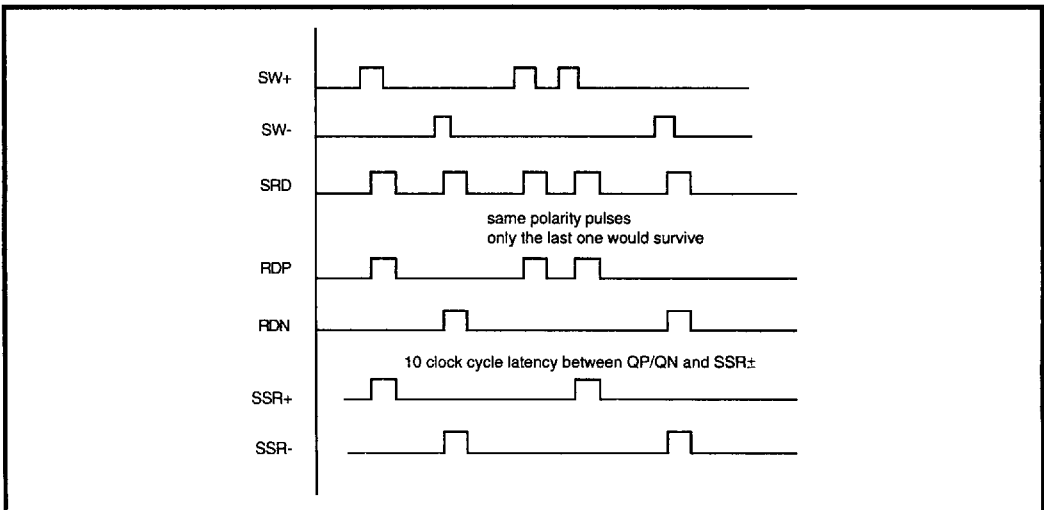 SW+
SW-
SRD
same polarity pulses
only the last one would survive
RDP
RDN
10 clock cycle latency between QP/QN and SSR±
SSR+
SSR-